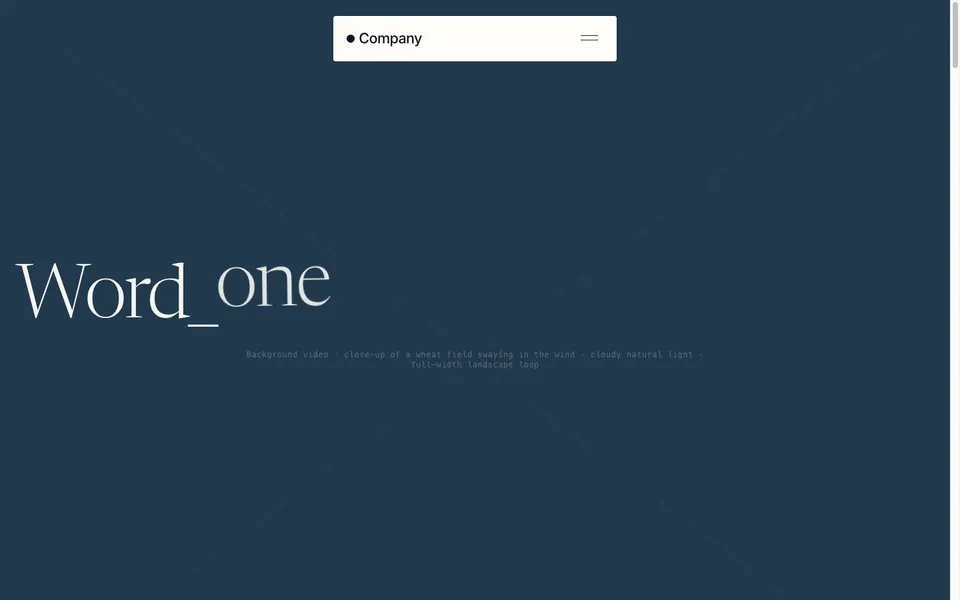 Company
Word_one
Background video · close-up of a wheat field swaying in the wind · cloudy natural light ·
full-width landscape loop